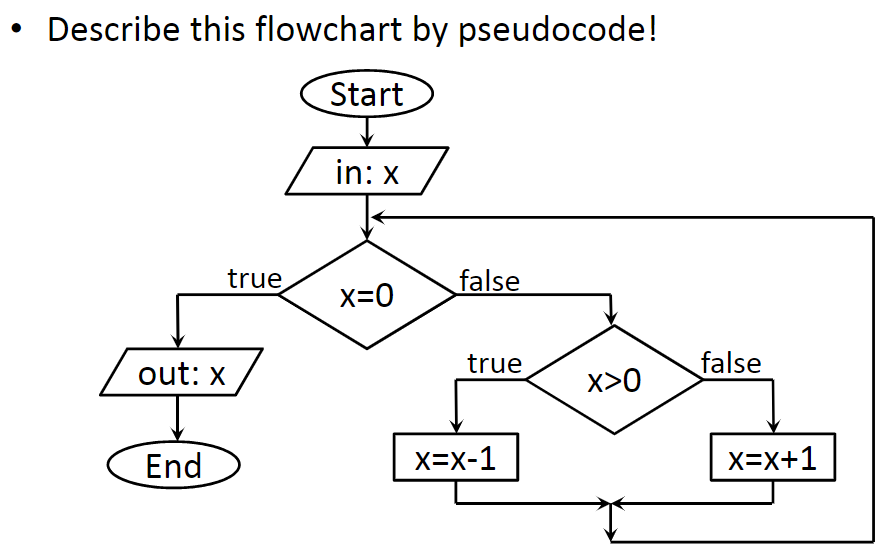 • Describe this flowchart by pseudocode!
Start
in: x
true
x=0
false
out: x
End
true
x>0
false
x=x-1
x=x+1